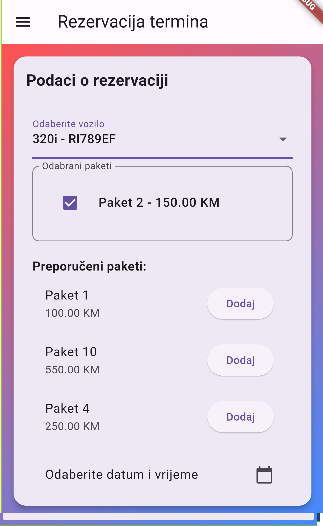 Rezervacija termina
Podaci o rezervaciji
Odaberite vozilo
320i - RI789EF
Odabrani paketi
Paket 2 - 150.00 KM
Preporučeni paketi:
Paket 1
100.00 KM
Dodaj
Paket 10
550.00 KM
Dodaj
Paket 4
250.00 KM
Dodaj
Odaberite datum i vrijeme